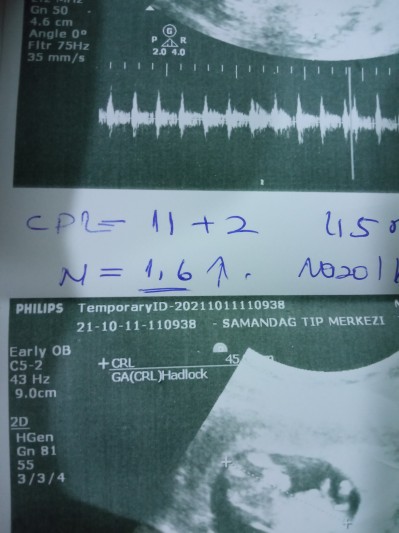 Gn 50
4.6 cm
Angle 0°
Fltr 75Hz
35 mm/s
G
P R
2.0 4.0
CRL = 11 + 2 45
N = 1,6 ↑.
PHILIPS TemporaryID-20211011110938
21-10-11-110938 - SAMANDAG TIP MERKEZI
Early OB
C5-2
43 Hz
9.0cm
+ CRL 45
GA(CRL)Hadlock
2D
HGen
Gn 81
55
3/3/4